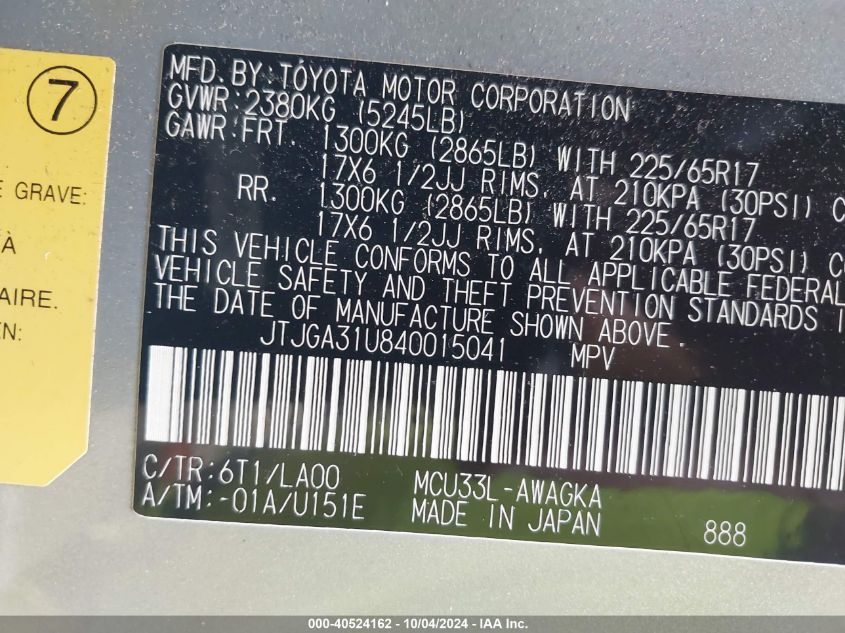 7
E GRAVE:
À
AIRE.
EN:
MFD. BY: TOYOTA MOTOR CORPORATION
GVWR: 2380KG (5245LB)
GAWR: FRT. 1300KG (2865LB) WITH 225/65R17
17X6 1/2JJ RIMS, AT 210KPA (30PSI) C
RR. 1300KG (2865LB) WITH 225/65R17
17X6 1/2JJ RIMS, AT 210KPA (30PSI) C
THIS VEHICLE CONFORMS TO ALL APPLICABLE FEDERAL
VEHICLE SAFETY AND THEFT PREVENTION STANDARDS I
THE DATE OF MANUFACTURE SHOWN ABOVE.
JTJGA31U840015041 MPV
C/TR: 6T1/LA00 MCU33L-AWAGKA
A/TM: -01A/U151E MADE IN JAPAN 888
000-40524162 - 10/04/2024 - IAA Inc.